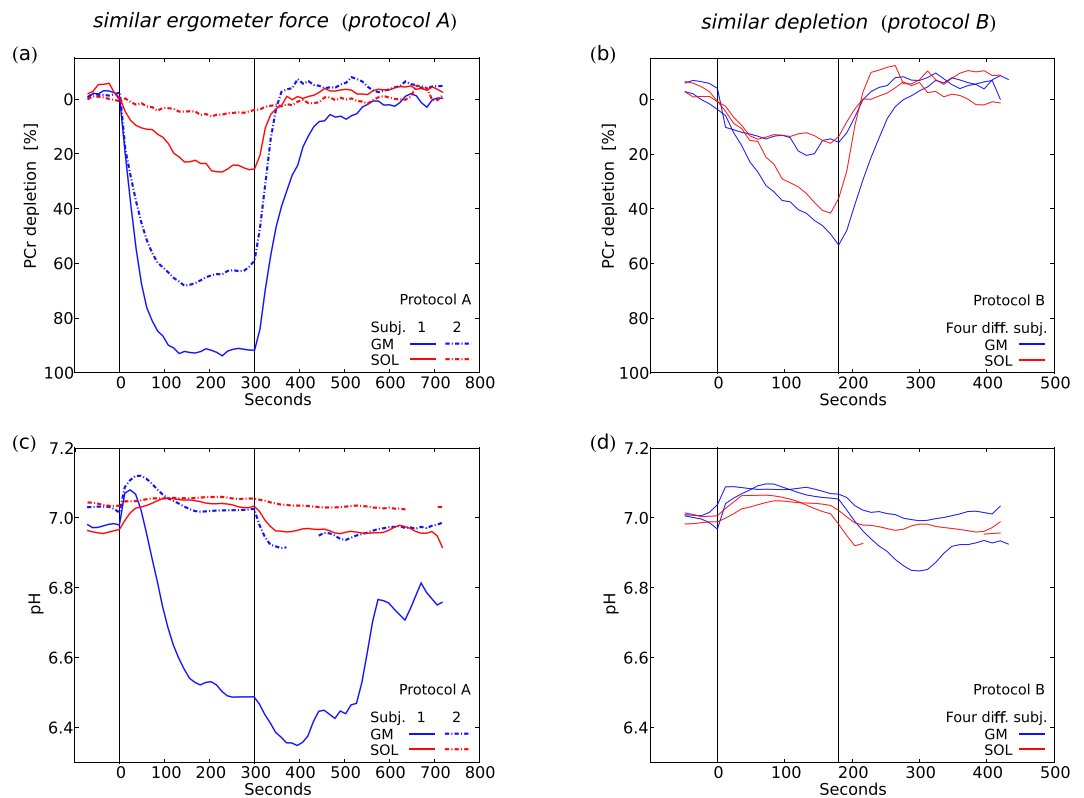 similar ergometer force (protocol A)
similar depletion (protocol B)
(a)
0
20
40
60
80
100
PCr depletion [%]
Protocol A
Subj. 1 2
GM
SOL
0 100 200 300 400 500 600 700 800
Seconds
(b)
0
20
40
60
80
100
PCr depletion [%]
Protocol B
Four diff. subj.
GM
SOL
0 100 200 300 400 500
Seconds
(c)
7.2
7.0
6.8
6.6
6.4
pH
Protocol A
Subj. 1 2
GM
SOL
0 100 200 300 400 500 600 700 800
Seconds
(d)
7.2
7.0
6.8
6.6
6.4
pH
Protocol B
Four diff. subj.
GM
SOL
0 100 200 300 400 500
Seconds